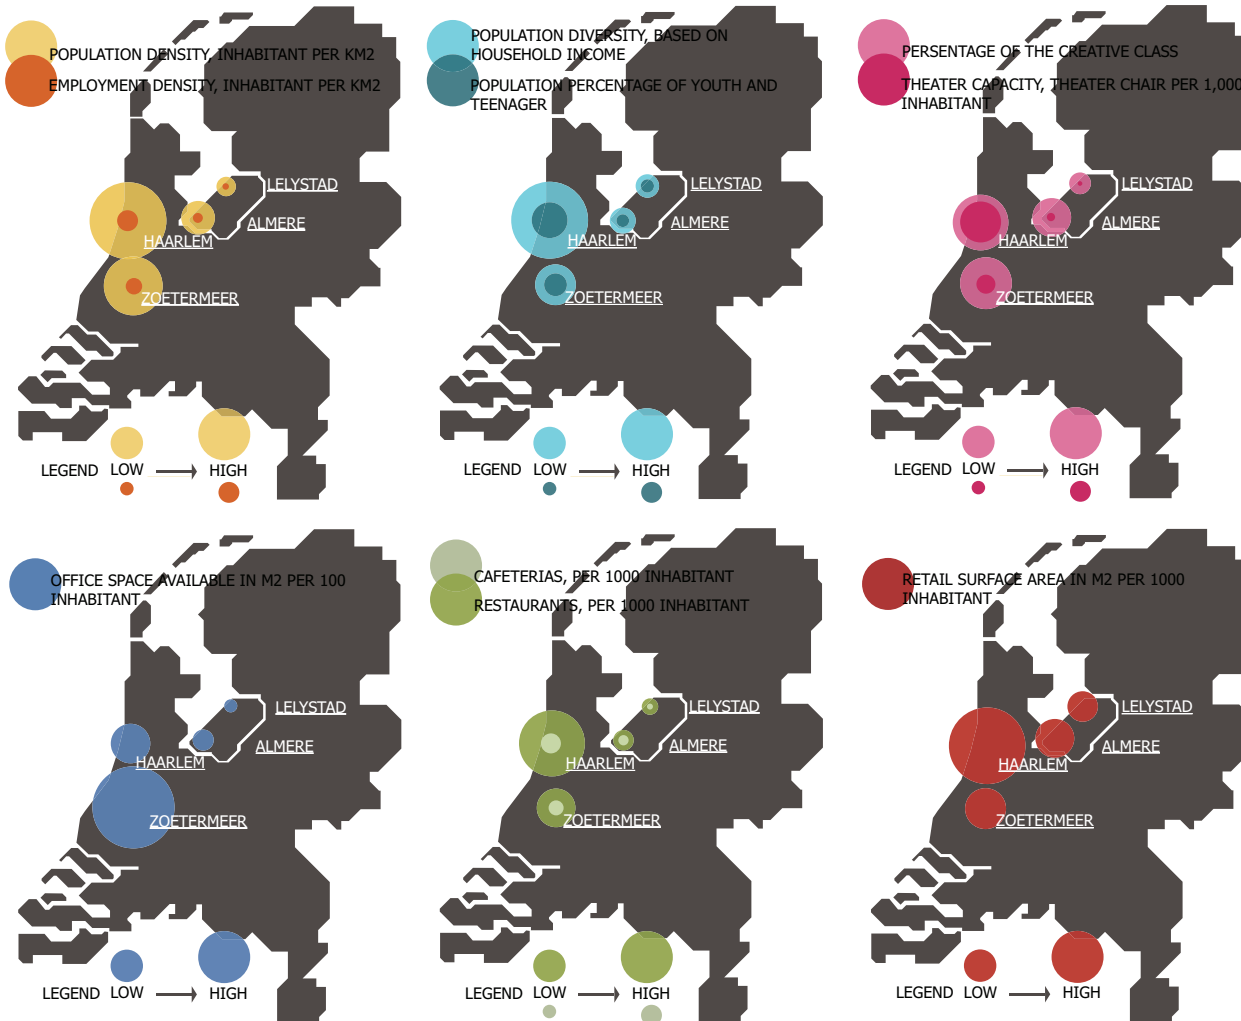 POPULATION DENSITY, INHABITANT PER KM2
EMPLOYMENT DENSITY, INHABITANT PER KM2
LELYSTAD
ALMERE
HAARLEM
ZOETERMEER
LEGEND LOW HIGH
POPULATION DIVERSITY, BASED ON
HOUSEHOLD INCOME
POPULATION PERCENTAGE OF YOUTH AND
TEENAGER
LELYSTAD
ALMERE
HAARLEM
ZOETERMEER
LEGEND LOW HIGH
PERSENTAGE OF THE CREATIVE CLASS
THEATER CAPACITY, THEATER CHAIR PER 1,000
INHABITANT
LELYSTAD
ALMERE
HAARLEM
ZOETERMEER
LEGEND LOW HIGH
OFFICE SPACE AVAILABLE IN M2 PER 100
INHABITANT
LELYSTAD
ALMERE
HAARLEM
ZOETERMEER
LEGEND LOW HIGH
CAFETERIAS, PER 1000 INHABITANT
RESTAURANTS, PER 1000 INHABITANT
LELYSTAD
ALMERE
HAARLEM
ZOETERMEER
LEGEND LOW HIGH
RETAIL SURFACE AREA IN M2 PER 1000
INHABITANT
LELYSTAD
ALMERE
HAARLEM
ZOETERMEER
LEGEND LOW HIGH